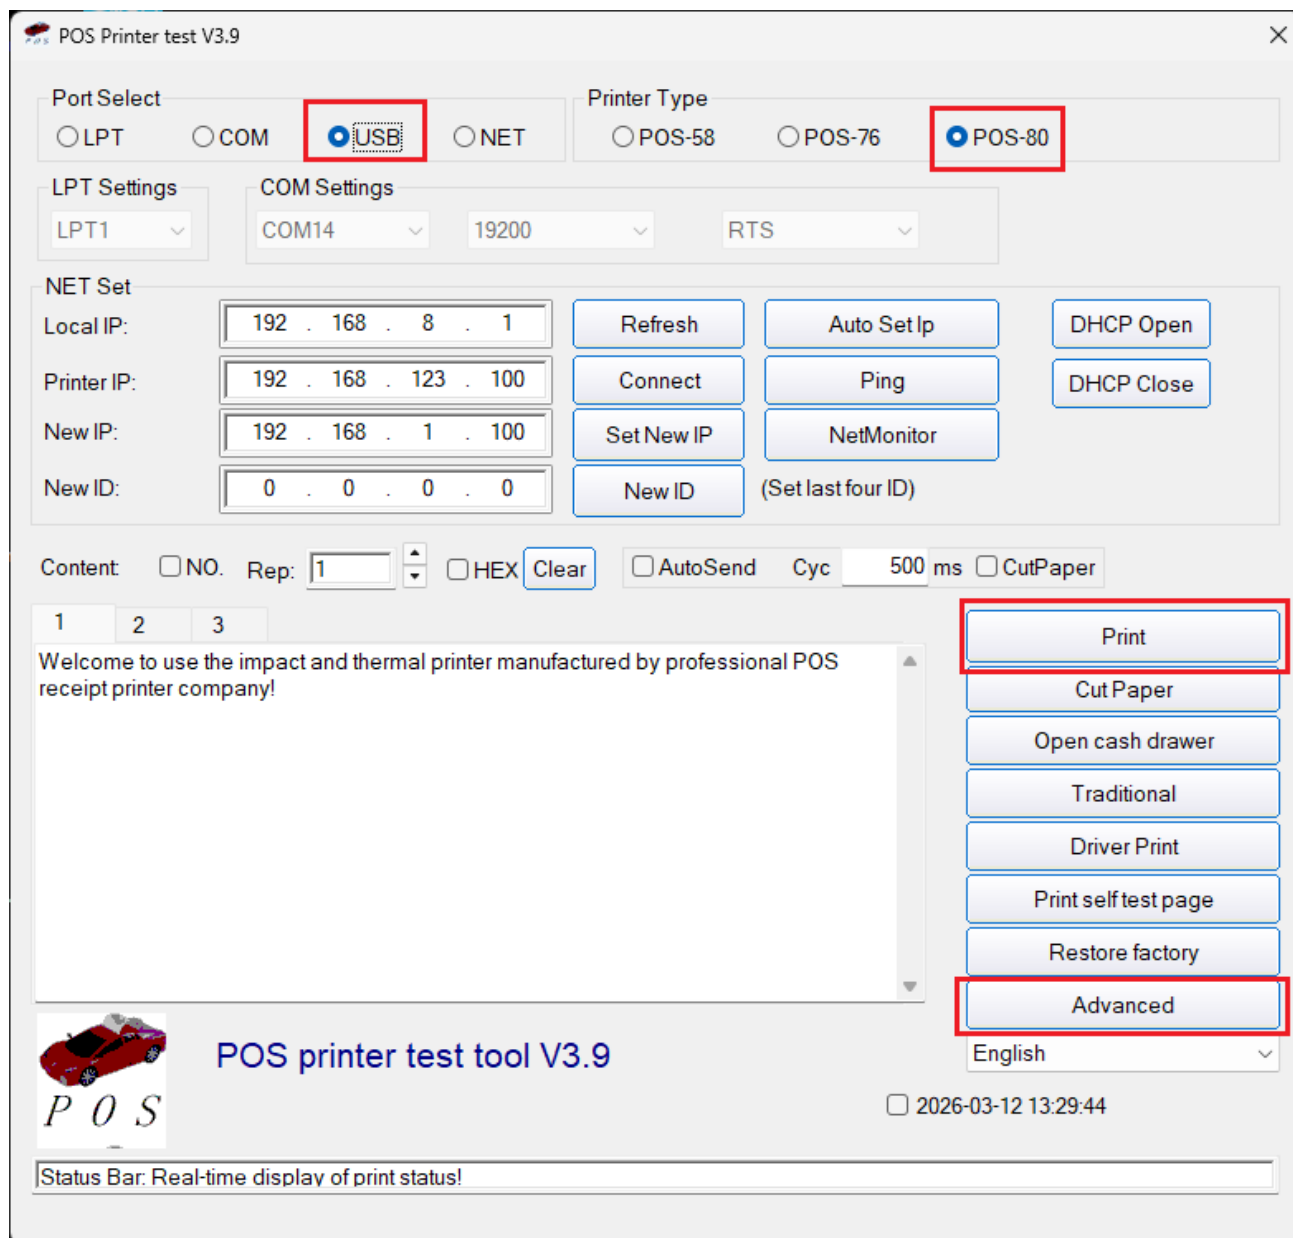 POS Printer test V3.9
Port Select
LPT COM USB NET
Printer Type
POS-58 POS-76 POS-80
LPT Settings
LPT1
COM Settings
COM14 19200 RTS
NET Set
Local IP: 192 . 168 . 8 . 1 Refresh Auto Set Ip DHCP Open
Printer IP: 192 . 168 . 123 . 100 Connect Ping DHCP Close
New IP: 192 . 168 . 1 . 100 Set New IP NetMonitor
New ID: 0 . 0 . 0 . 0 New ID (Set last four ID)
Content: NO. Rep: 1 HEX Clear AutoSend Cyc 500 ms CutPaper
1 2 3
Welcome to use the impact and thermal printer manufactured by professional POS
receipt printer company!
Print
Cut Paper
Open cash drawer
Traditional
Driver Print
Print self test page
Restore factory
Advanced
English
POS
POS printer test tool V3.9
2026-03-12 13:29:44
Status Bar: Real-time display of print status!